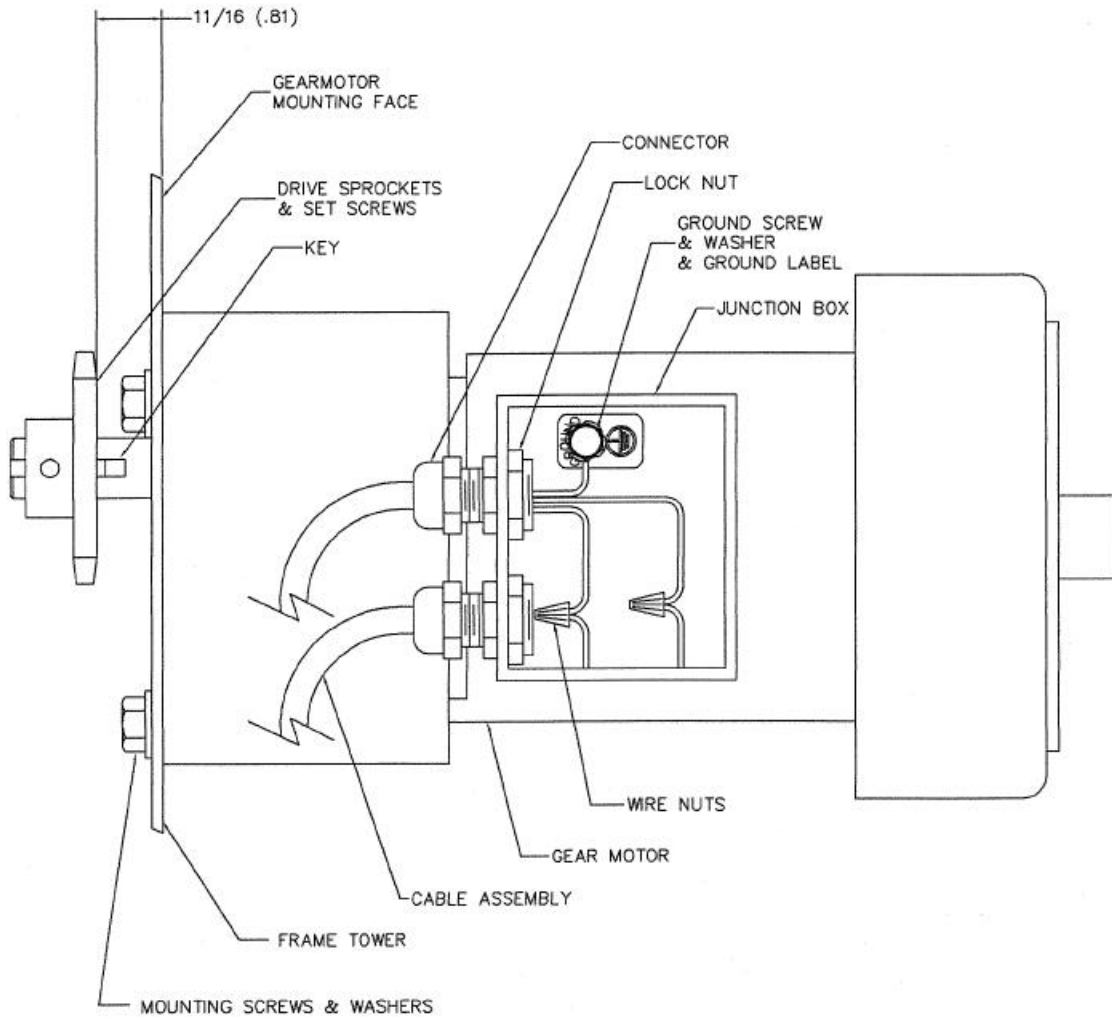 11/16 (.81)
GEARMOTOR
MOUNTING FACE
CONNECTOR
LOCK NUT
DRIVE SPROCKETS
& SET SCREWS
GROUND SCREW
& WASHER
& GROUND LABEL
KEY
JUNCTION BOX
GROUND
WIRE NUTS
GEAR MOTOR
CABLE ASSEMBLY
FRAME TOWER
MOUNTING SCREWS & WASHERS